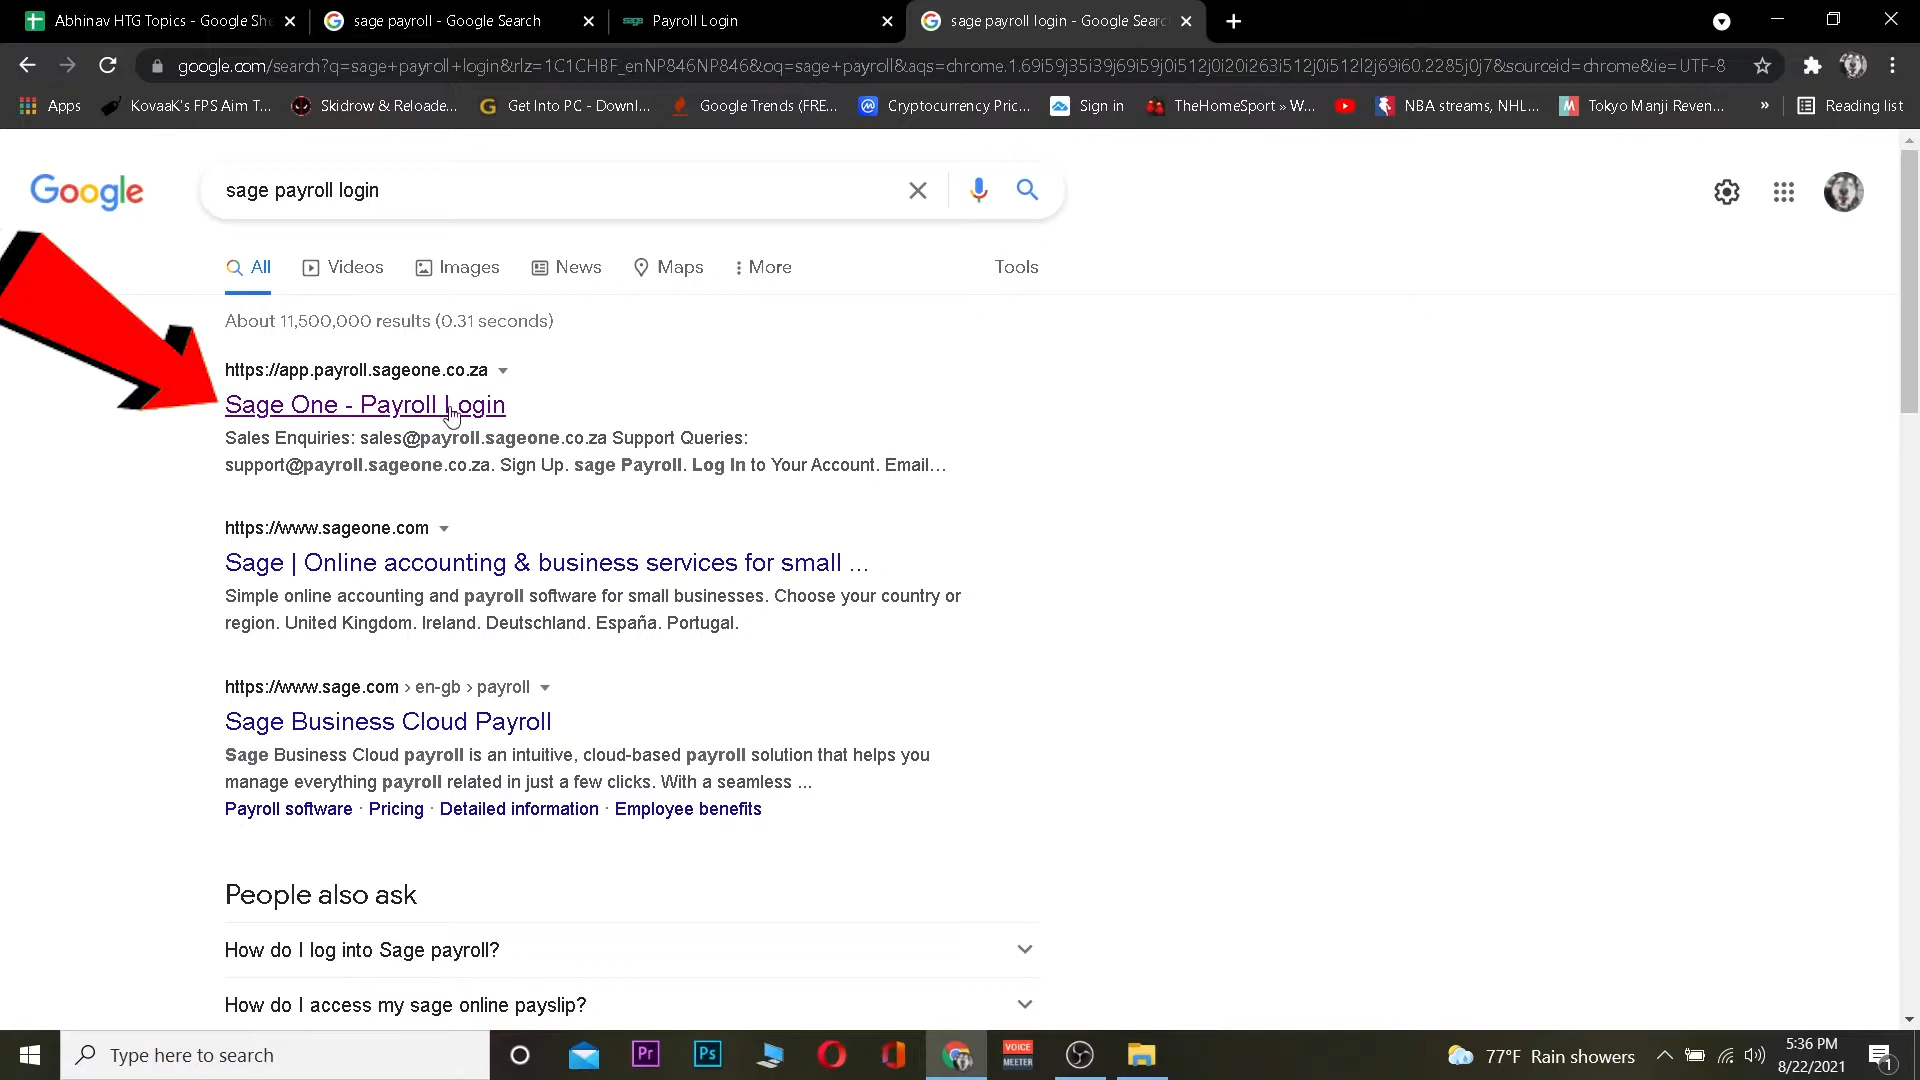 Abhinav HTG Topics - Google She
sage payroll - Google Search
sage Payroll Login
sage payroll login - Google Searc
google.com/search?q=sage+payroll+login&rlz=1C1CHBF_enNP846NP846&oq=sage+payroll&aqs=chrome.1.69i59j35i39j69i59j0i512j0i20i263i512j0i512l2j69i60.2285j0j7&sourceid=chrome&ie=UTF-8
Apps
KovaaK's FPS Aim T...
Skidrow & Reloade...
Get Into PC - Downl...
Google Trends (FRE...
Cryptocurrency Pric...
Sign in
TheHomeSport » W...
NBA streams, NHL...
Tokyo Manji Reven...
»
Reading list
Google
sage payroll login
All
Videos
Images
News
Maps
More
Tools
About 11,500,000 results (0.31 seconds)
https://app.payroll.sageone.co.za
Sage One - Payroll Login
Sales Enquiries: sales@payroll.sageone.co.za Support Queries:
support@payroll.sageone.co.za. Sign Up. sage Payroll. Log In to Your Account. Email...
https://www.sageone.com
Sage | Online accounting & business services for small ...
Simple online accounting and payroll software for small businesses. Choose your country or
region. United Kingdom. Ireland. Deutschland. España. Portugal.
https://www.sage.com › en-gb › payroll
Sage Business Cloud Payroll
Sage Business Cloud payroll is an intuitive, cloud-based payroll solution that helps you
manage everything payroll related in just a few clicks. With a seamless ...
Payroll software · Pricing · Detailed information · Employee benefits
People also ask
How do I log into Sage payroll?
How do I access my sage online payslip?
Type here to search
Pr
Ps
VOICE
MEETER
77°F Rain showers
5:36 PM
8/22/2021
1